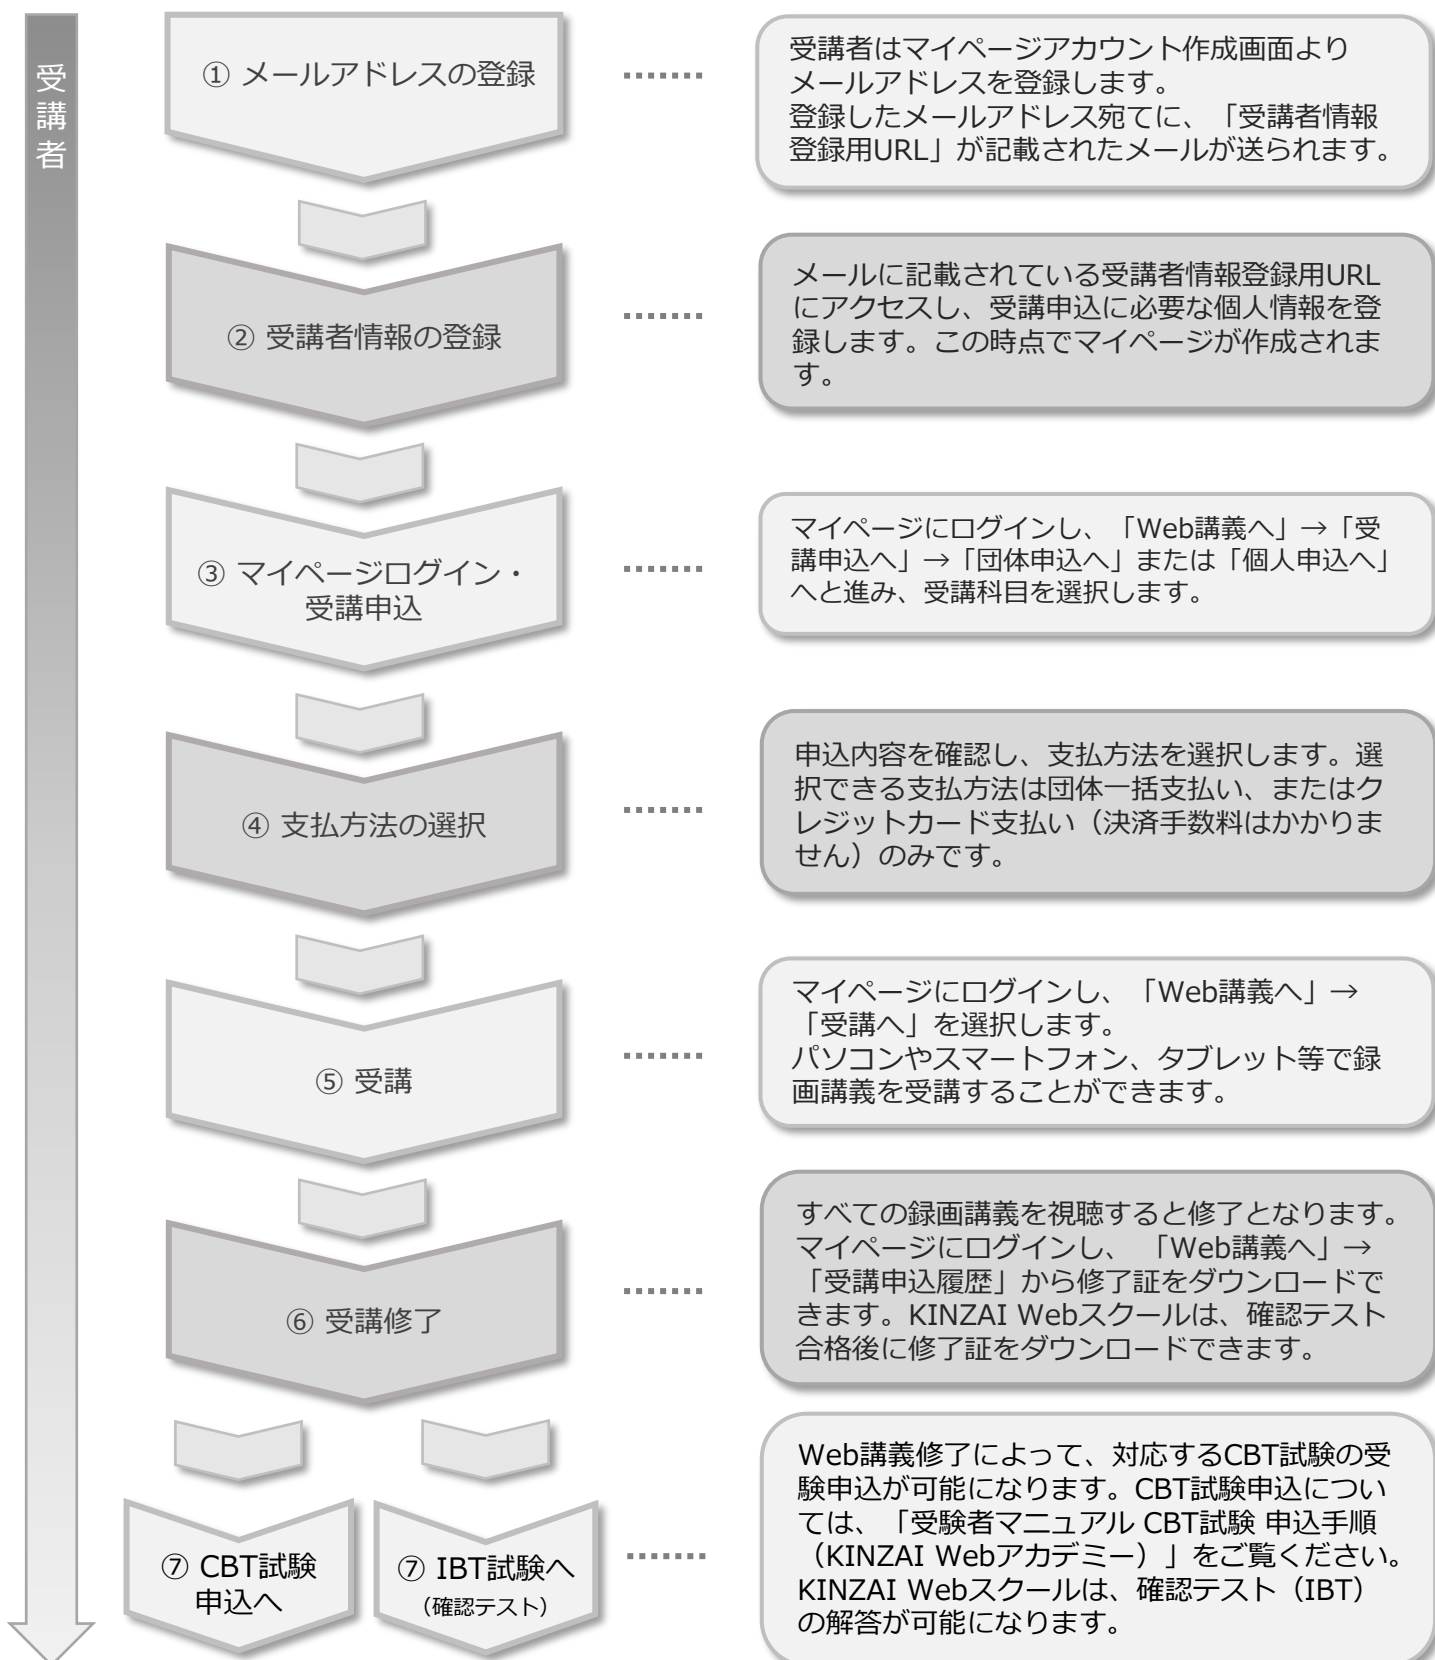 受講者
① メールアドレスの登録
受講者はマイページアカウント作成画面より
メールアドレスを登録します。
登録したメールアドレス宛てに、「受講者情報
登録用URL」が記載されたメールが送られます。
② 受講者情報の登録
メールに記載されている受講者情報登録用URL
にアクセスし、受講申込に必要な個人情報を登
録します。この時点でマイページが作成されま
す。
③ マイページログイン・
受講申込
マイページにログインし、「Web講義へ」→「受
講申込へ」→「団体申込へ」または「個人申込へ」
へと進み、受講科目を選択します。
④ 支払方法の選択
申込内容を確認し、支払方法を選択します。選
択できる支払方法は団体一括支払い、またはク
レジットカード支払い（決済手数料はかかりま
せん）のみです。
⑤ 受講
マイページにログインし、「Web講義へ」→
「受講へ」を選択します。
パソコンやスマートフォン、タブレット等で録
画講義を受講することができます。
⑥ 受講修了
すべての録画講義を視聴すると修了となります。
マイページにログインし、「Web講義へ」→
「受講申込履歴」から修了証をダウンロードで
きます。KINZAI Webスクールは、確認テスト
合格後に修了証をダウンロードできます。
⑦ CBT試験
申込へ
⑦ IBT試験へ
（確認テスト）
Web講義修了によって、対応するCBT試験の受
験申込が可能になります。CBT試験申込につい
ては、「受験者マニュアル CBT試験 申込手順
（KINZAI Webアカデミー）」をご覧ください。
KINZAI Webスクールは、確認テスト（IBT）
の解答が可能になります。